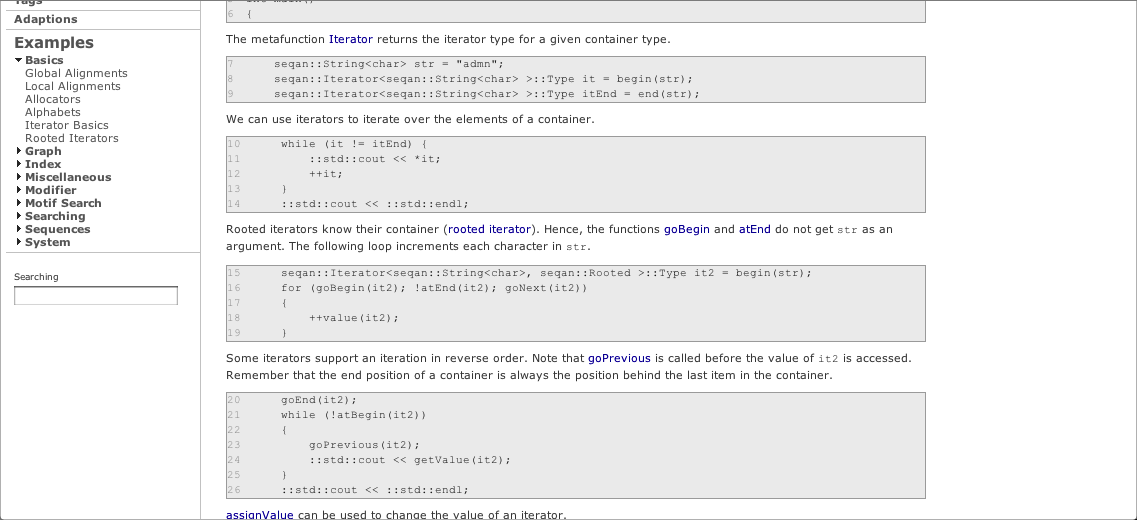 Tags
Adaptions
Examples
Basics
Global Alignments
Local Alignments
Allocators
Alphabets
Iterator Basics
Rooted Iterators
Graph
Index
Miscellaneous
Modifier
Motif Search
Searching
Sequences
System
Searching
6 {
The metafunction Iterator returns the iterator type for a given container type.
7 seqan::String<char> str = "admn";
8 seqan::Iterator<seqan::String<char> >::Type it = begin(str);
9 seqan::Iterator<seqan::String<char> >::Type itEnd = end(str);
We can use iterators to iterate over the elements of a container.
10 while (it != itEnd) {
11 ::std::cout << *it;
12 ++it;
13 }
14 ::std::cout << ::std::endl;
Rooted iterators know their container (rooted iterator). Hence, the functions goBegin and atEnd do not get str as an
argument. The following loop increments each character in str.
15 seqan::Iterator<seqan::String<char>, seqan::Rooted >::Type it2 = begin(str);
16 for (goBegin(it2); !atEnd(it2); goNext(it2))
17 {
18 ++value(it2);
19 }
Some iterators support an iteration in reverse order. Note that goPrevious is called before the value of it2 is accessed.
Remember that the end position of a container is always the position behind the last item in the container.
20 goEnd(it2);
21 while (!atBegin(it2))
22 {
23 goPrevious(it2);
24 ::std::cout << getValue(it2);
25 }
26 ::std::cout << ::std::endl;
assignValue can be used to change the value of an iterator.